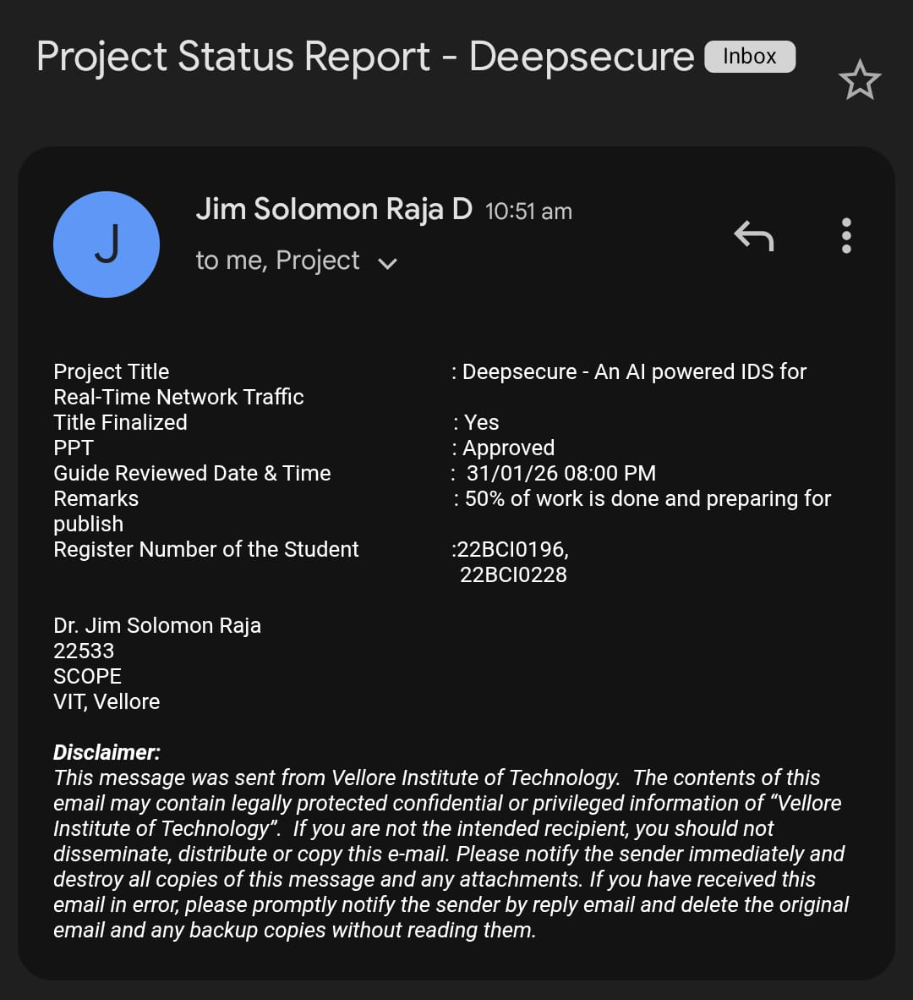 Project Status Report - Deepsecure Inbox
J
Jim Solomon Raja D 10:51 am
to me, Project
Project Title : Deepsecure - An AI powered IDS for
Real-Time Network Traffic
Title Finalized : Yes
PPT : Approved
Guide Reviewed Date & Time : 31/01/26 08:00 PM
Remarks : 50% of work is done and preparing for
publish
Register Number of the Student :22BCI0196,
22BCI0228
Dr. Jim Solomon Raja
22533
SCOPE
VIT, Vellore
Disclaimer:
This message was sent from Vellore Institute of Technology.  The contents of this
email may contain legally protected confidential or privileged information of “Vellore
Institute of Technology”.  If you are not the intended recipient, you should not
disseminate, distribute or copy this e-mail. Please notify the sender immediately and
destroy all copies of this message and any attachments. If you have received this
email in error, please promptly notify the sender by reply email and delete the original
email and any backup copies without reading them.